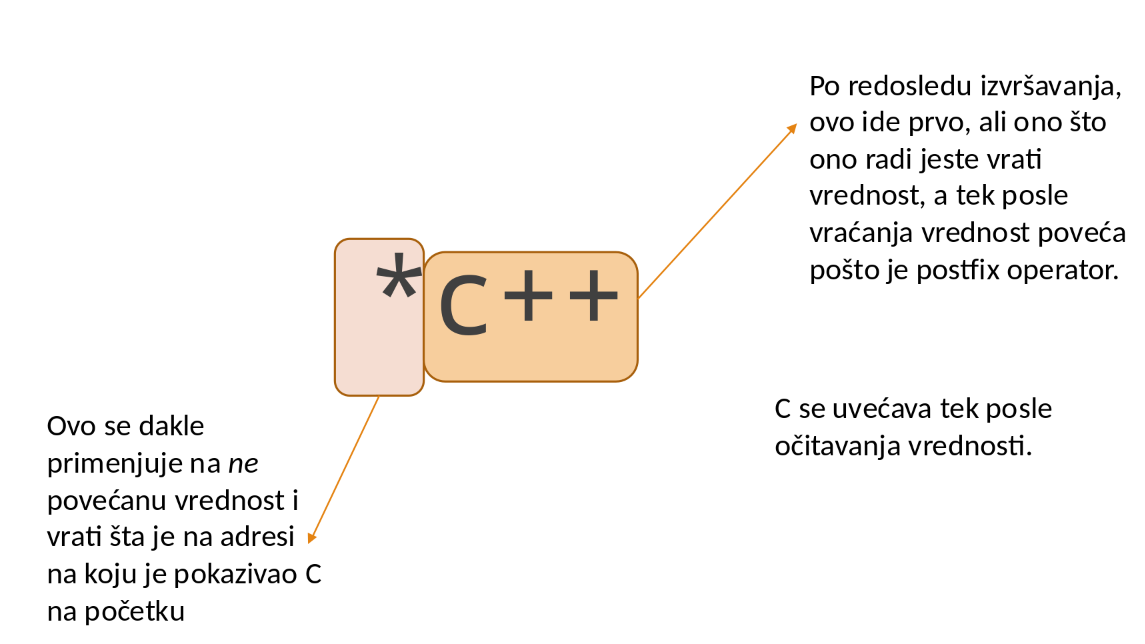 Po redosledu izvršavanja,
ovo ide prvo, ali ono što
ono radi jeste vrati
vrednost, a tek posle
vraćanja vrednost poveća
pošto je postfix operator.
*c++
C se uvećava tek posle
očitavanja vrednosti.
Ovo se dakle
primenjuje na ne
povećanu vrednost i
vrati šta je na adresi
na koju je pokazivao C
na početku